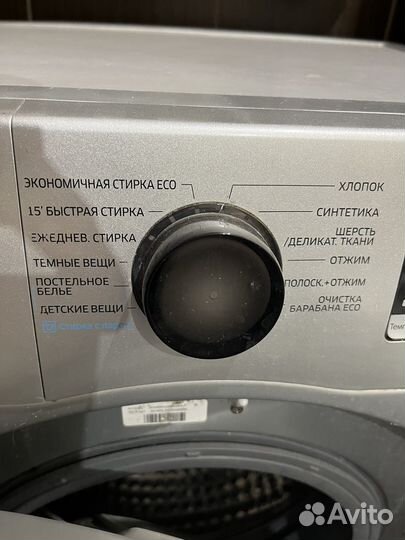 ЭКОНОМИЧНАЯ СТИРКА ECO
15' БЫСТРАЯ СТИРКА
ЕЖЕДНЕВ. СТИРКА
ТЕМНЫЕ ВЕЩИ
ПОСТЕЛЬНОЕ
БЕЛЬЕ
ДЕТСКИЕ ВЕЩИ
Стирка с
ХЛОПОК
СИНТЕТИКА
ШЕРСТЬ
/ДЕЛИКАТ. ТКАНИ
ОТЖИМ
ПОЛОСК.+ОТЖИМ
ОЧИСТКА
БАРАБАНА ECO
Avito